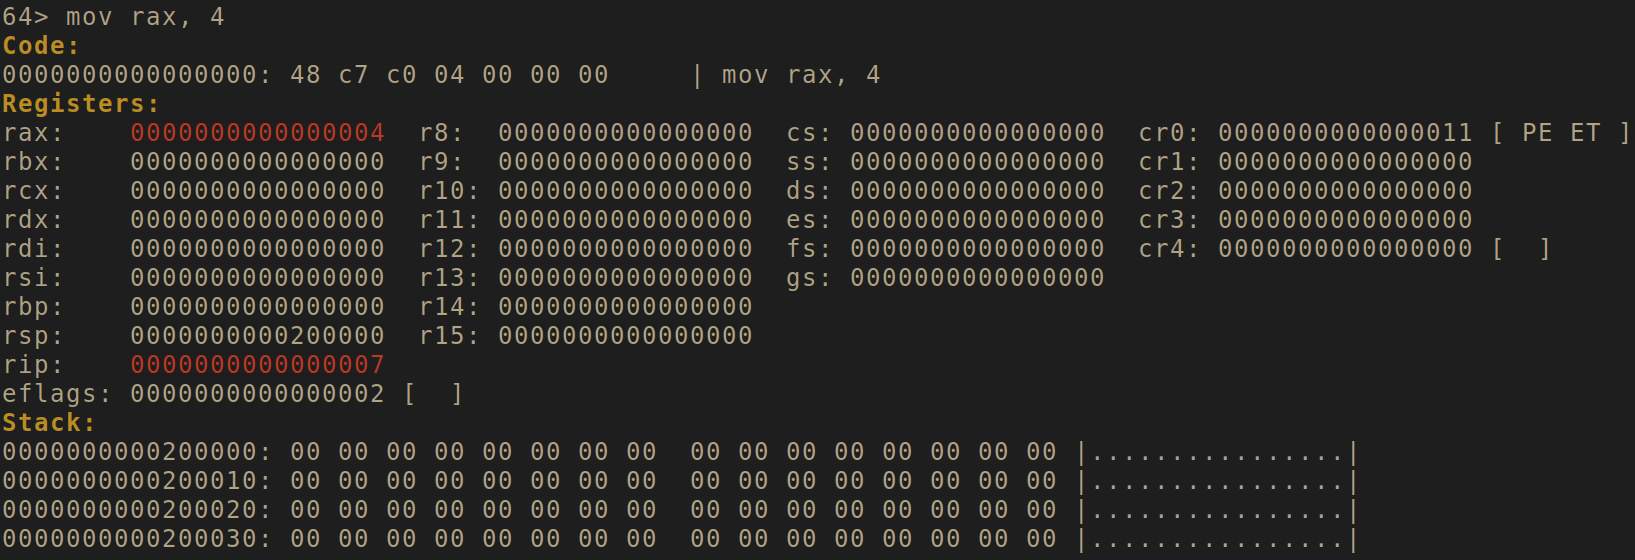 64> mov rax, 4
Code:
0000000000000000: 48 c7 c0 04 00 00 00     | mov rax, 4
Registers:
rax:    0000000000000004  r8:  0000000000000000  cs: 0000000000000000  cr0: 0000000000000011 [ PE ET ]
rbx:    0000000000000000  r9:  0000000000000000  ss: 0000000000000000  cr1: 0000000000000000
rcx:    0000000000000000  r10: 0000000000000000  ds: 0000000000000000  cr2: 0000000000000000
rdx:    0000000000000000  r11: 0000000000000000  es: 0000000000000000  cr3: 0000000000000000
rdi:    0000000000000000  r12: 0000000000000000  fs: 0000000000000000  cr4: 0000000000000000 [  ]
rsi:    0000000000000000  r13: 0000000000000000  gs: 0000000000000000
rbp:    0000000000000000  r14: 0000000000000000
rsp:    0000000000200000  r15: 0000000000000000
rip:    0000000000000007
eflags: 0000000000000002 [  ]
Stack:
0000000000200000: 00 00 00 00 00 00 00 00  00 00 00 00 00 00 00 00 |................|
0000000000200010: 00 00 00 00 00 00 00 00  00 00 00 00 00 00 00 00 |................|
0000000000200020: 00 00 00 00 00 00 00 00  00 00 00 00 00 00 00 00 |................|
0000000000200030: 00 00 00 00 00 00 00 00  00 00 00 00 00 00 00 00 |................|